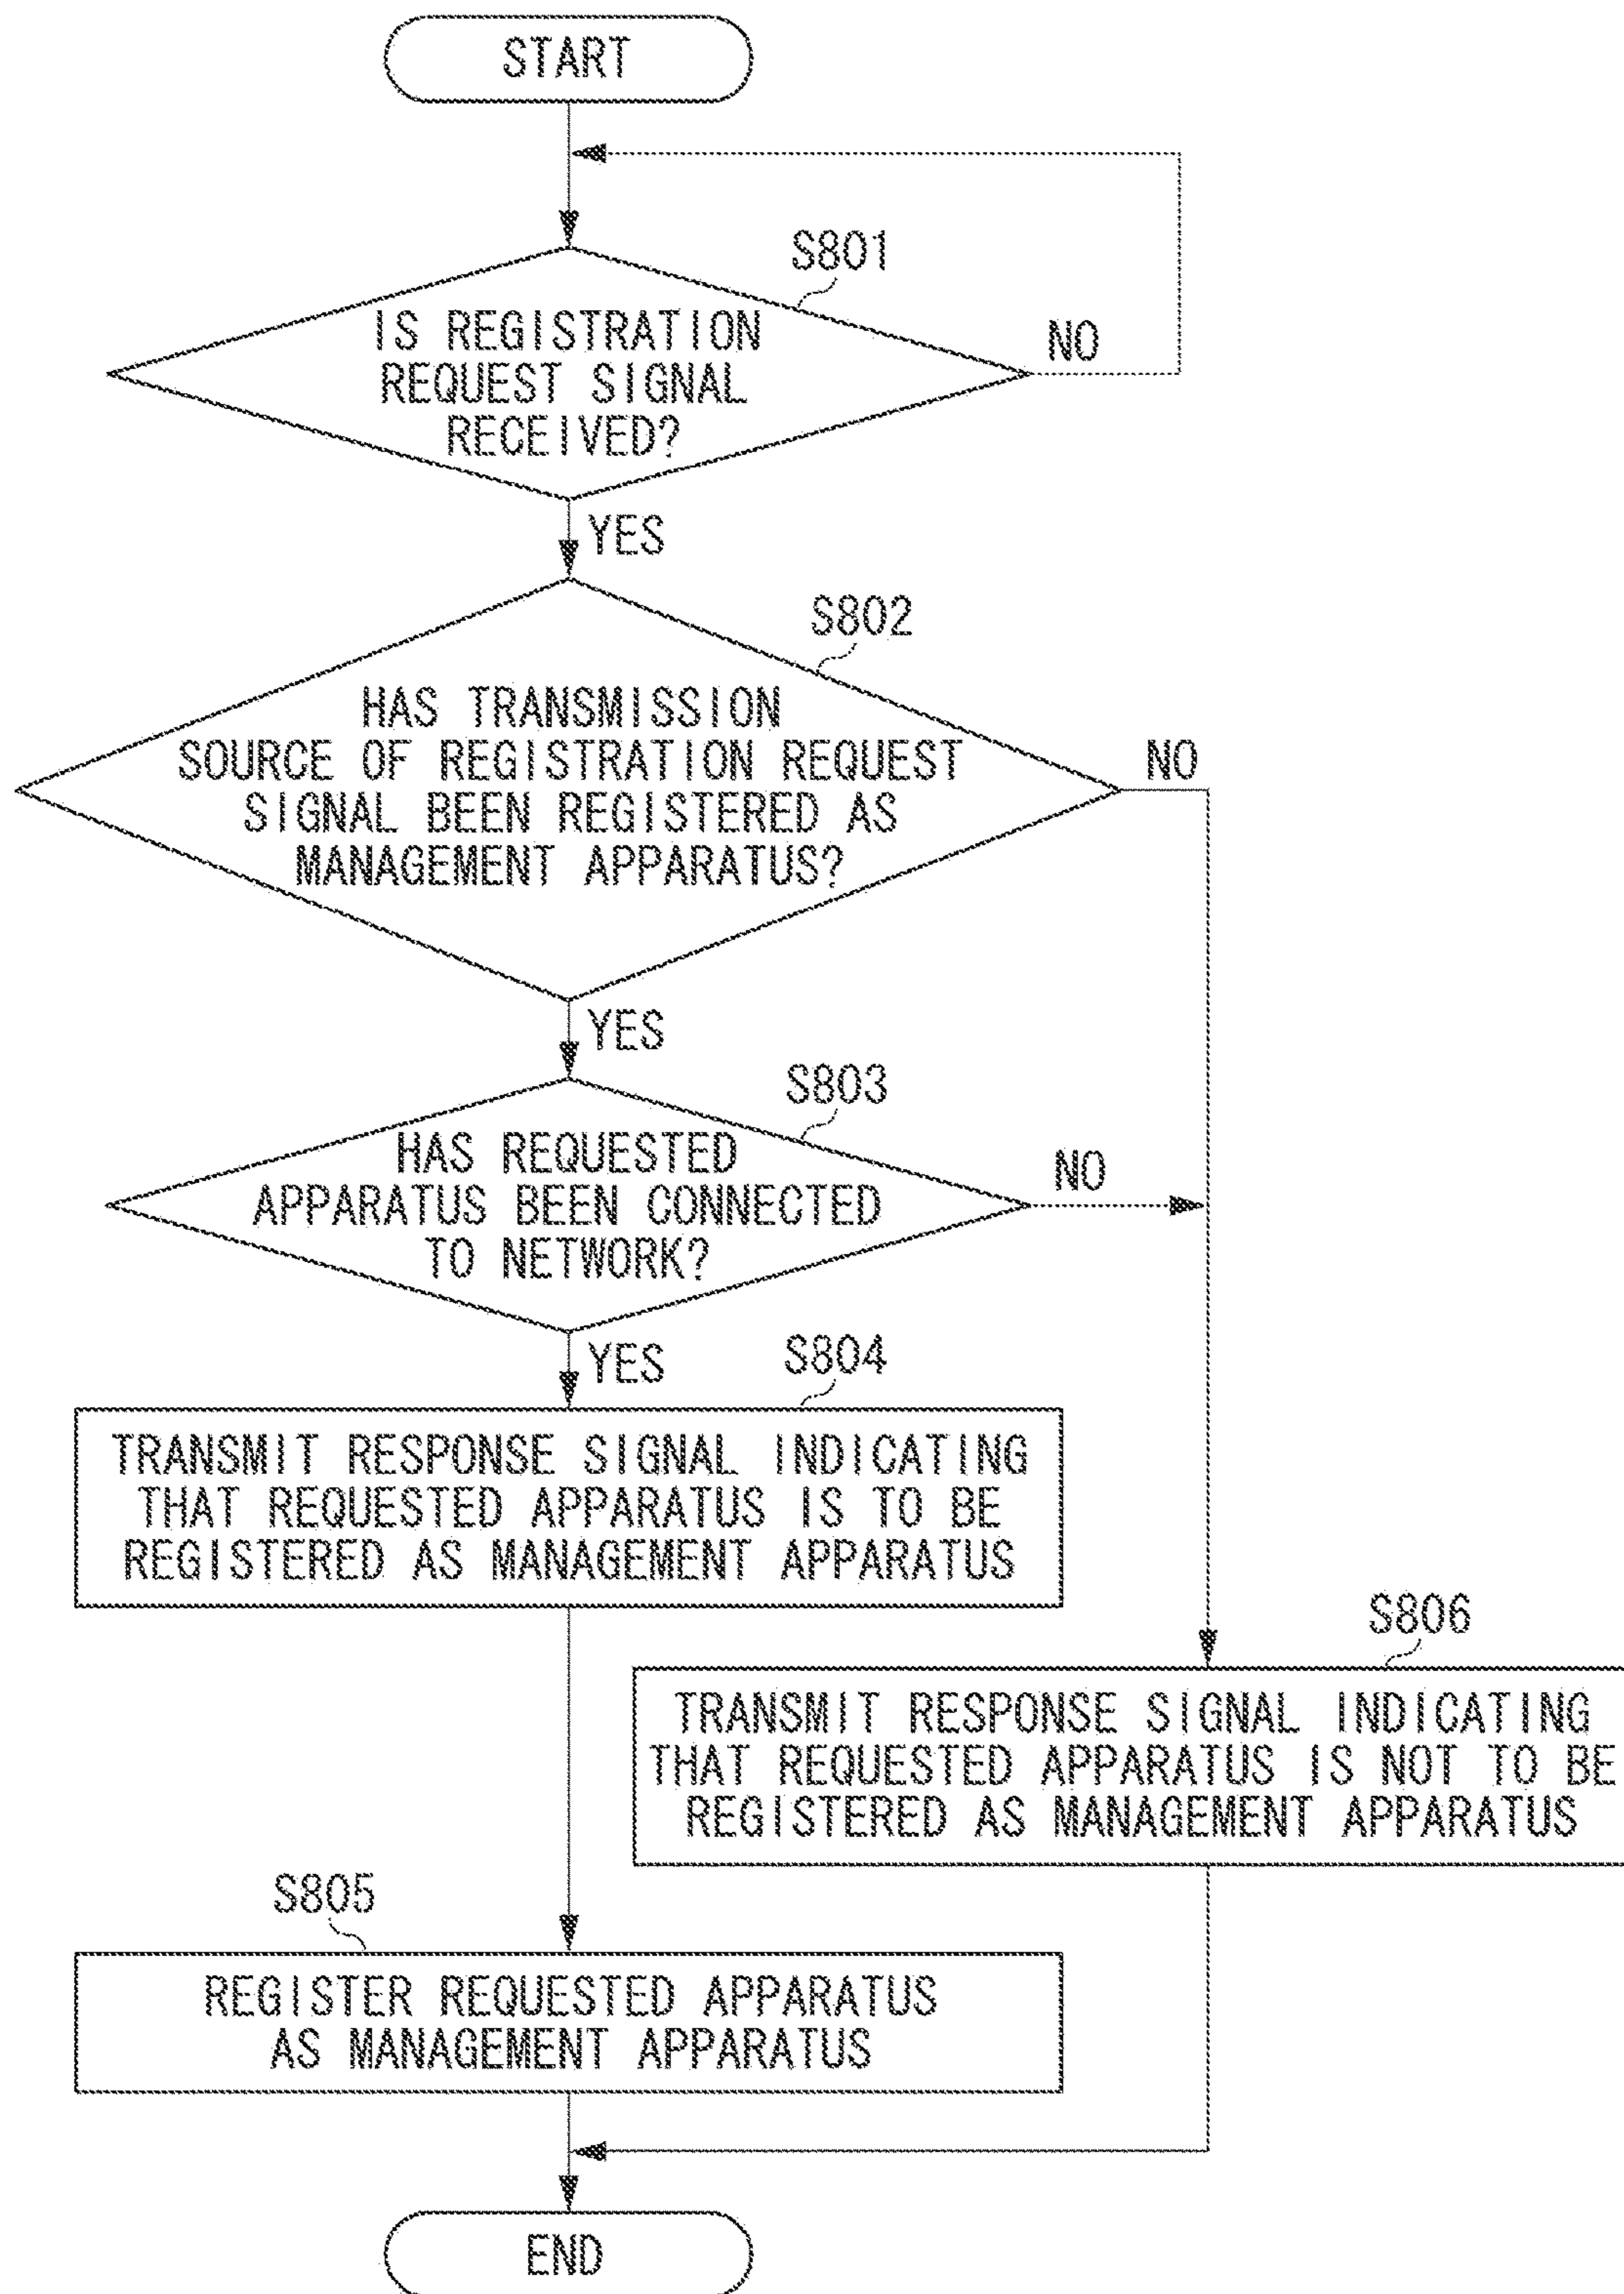 START
S801
IS REGISTRATION
REQUEST SIGNAL
RECEIVED?
NO
YES
S802
HAS TRANSMISSION
SOURCE OF REGISTRATION REQUEST
SIGNAL BEEN REGISTERED AS
MANAGEMENT APPARATUS?
NO
YES
S803
HAS REQUESTED
APPARATUS BEEN CONNECTED
TO NETWORK?
NO
YES
S804
TRANSMIT RESPONSE SIGNAL INDICATING
THAT REQUESTED APPARATUS IS TO BE
REGISTERED AS MANAGEMENT APPARATUS
S806
TRANSMIT RESPONSE SIGNAL INDICATING
THAT REQUESTED APPARATUS IS NOT TO BE
REGISTERED AS MANAGEMENT APPARATUS
S805
REGISTER REQUESTED APPARATUS
AS MANAGEMENT APPARATUS
END